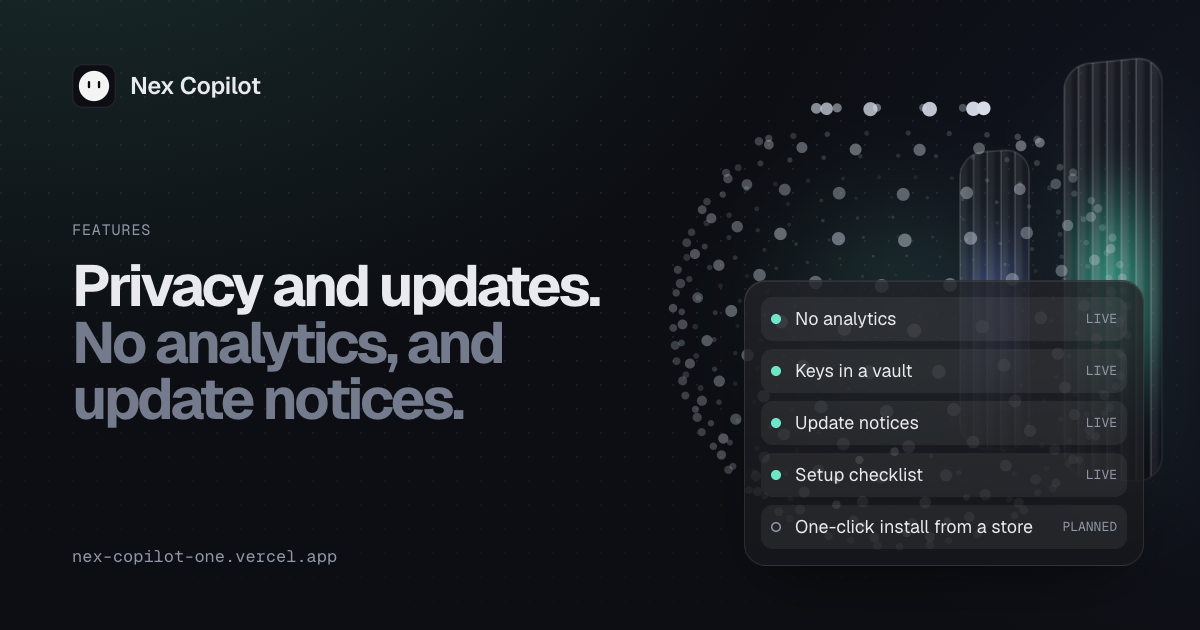 Nex Copilot
FEATURES
Privacy and updates.
No analytics, and
update notices.
No analytics LIVE
Keys in a vault LIVE
Update notices LIVE
Setup checklist LIVE
One-click install from a store PLANNED
nex-copilot-one.vercel.app